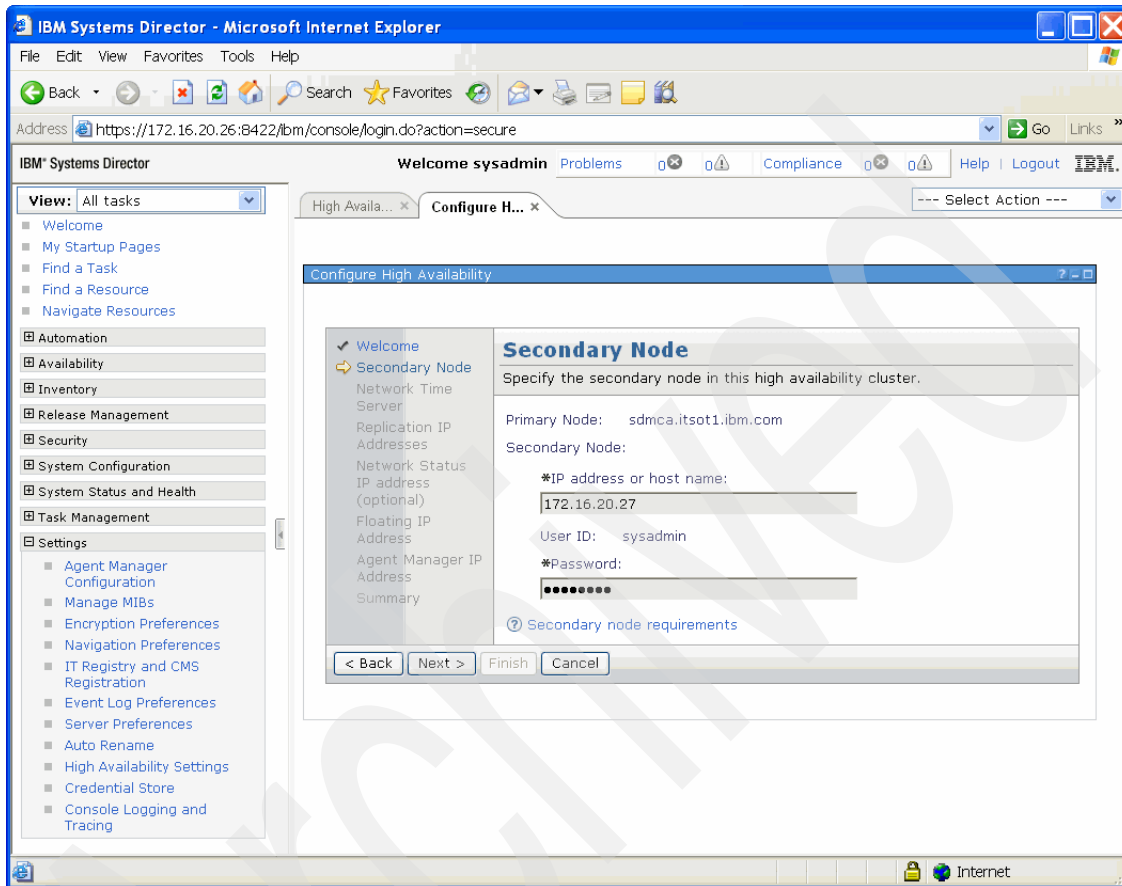 IBM Systems Director - Microsoft Internet Explorer
File Edit View Favorites Tools Help
Back Search Favorites
Address https://172.16.20.26:8422/ibm/console/login.do?action=secure Go Links »
IBM® Systems Director Welcome sysadmin Problems 0 0 Compliance 0 0 Help | Logout IBM.
View: All tasks
Welcome
My Startup Pages
Find a Task
Find a Resource
Navigate Resources
Automation
Availability
Inventory
Release Management
Security
System Configuration
System Status and Health
Task Management
Settings
Agent Manager
Configuration
Manage MIBs
Encryption Preferences
Navigation Preferences
IT Registry and CMS
Registration
Event Log Preferences
Server Preferences
Auto Rename
High Availability Settings
Credential Store
Console Logging and
Tracing
High Availa... × Configure H... ×
--- Select Action ---
Configure High Availability
Welcome
Secondary Node
Network Time
Server
Replication IP
Addresses
Network Status
IP address
(optional)
Floating IP
Address
Agent Manager IP
Address
Summary
Secondary Node
Specify the secondary node in this high availability cluster.
Primary Node: sdmca.itsot1.ibm.com
Secondary Node:
*IP address or host name:
172.16.20.27
User ID: sysadmin
*Password:
●●●●●●●●
? Secondary node requirements
< Back Next > Finish Cancel
Internet
Archived